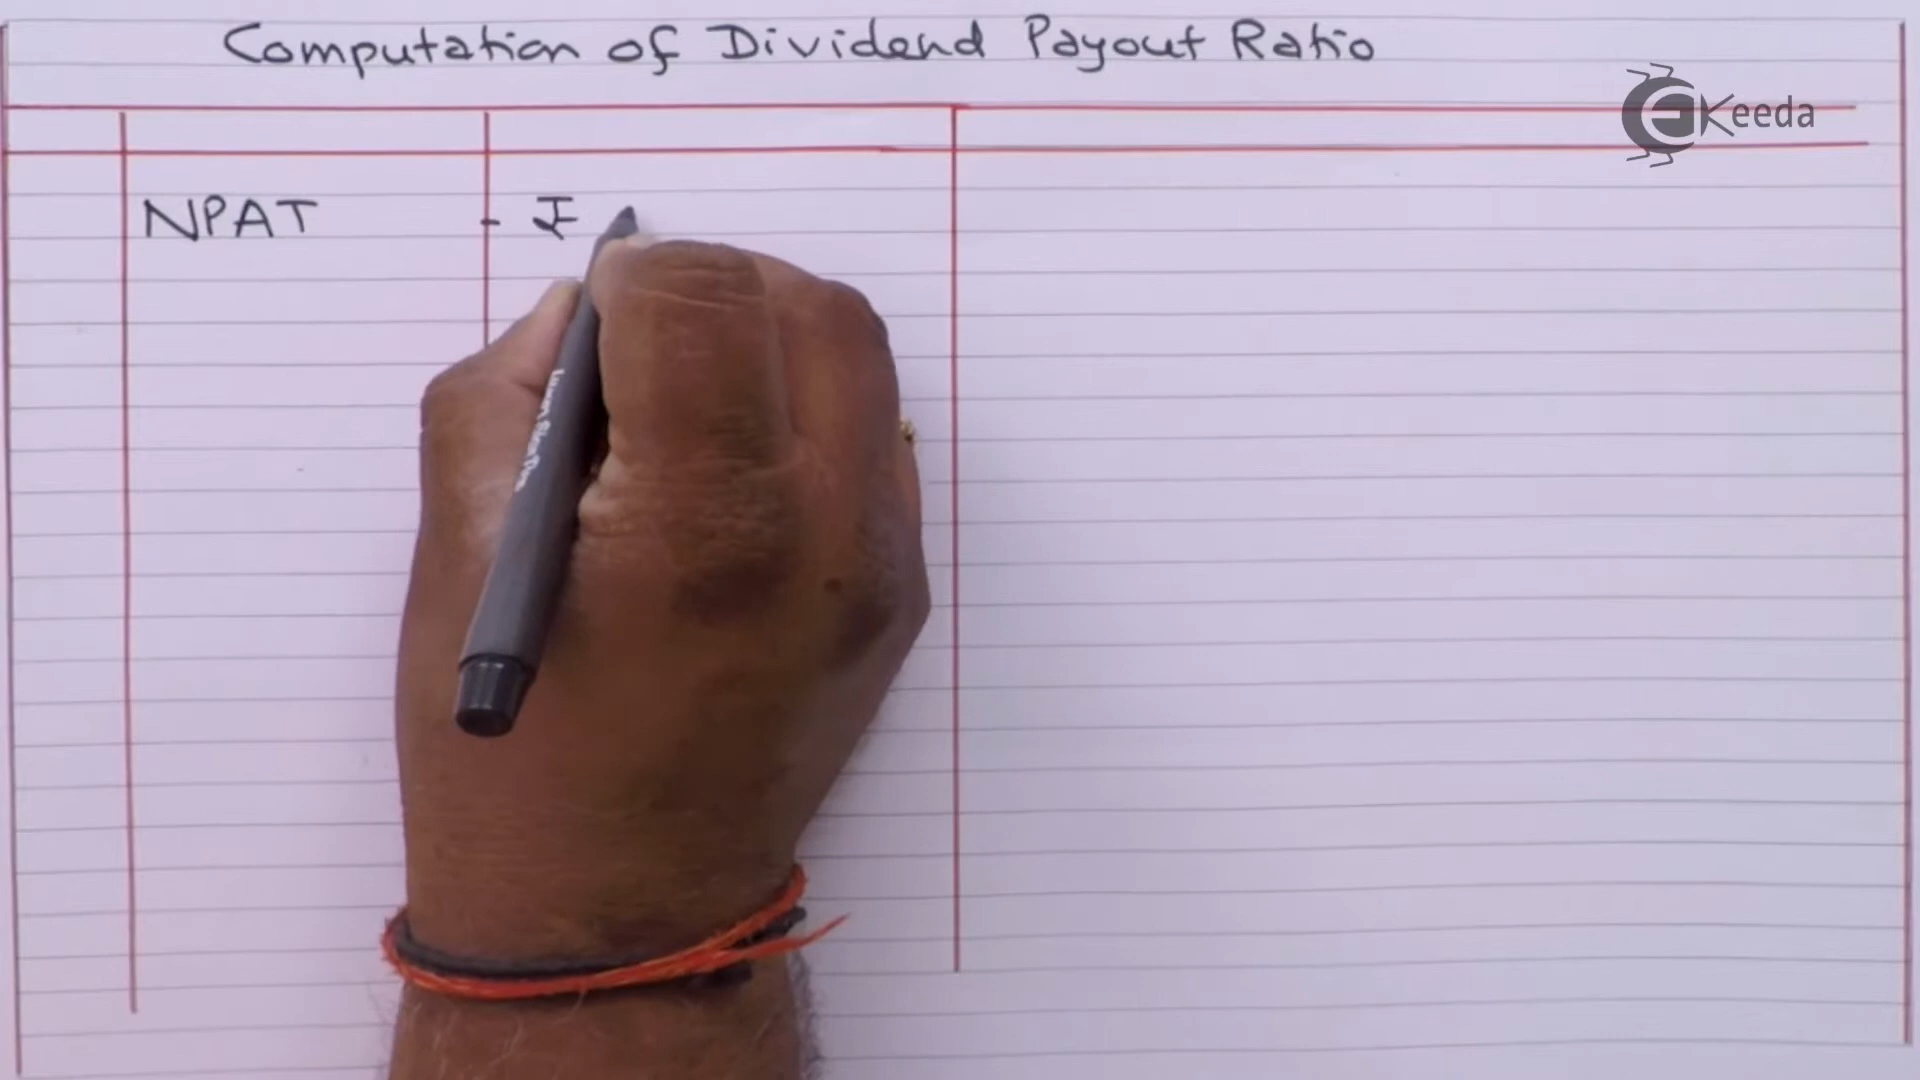 Computation of Dividend Payout Ratio
EKeeda
NPAT - ₹